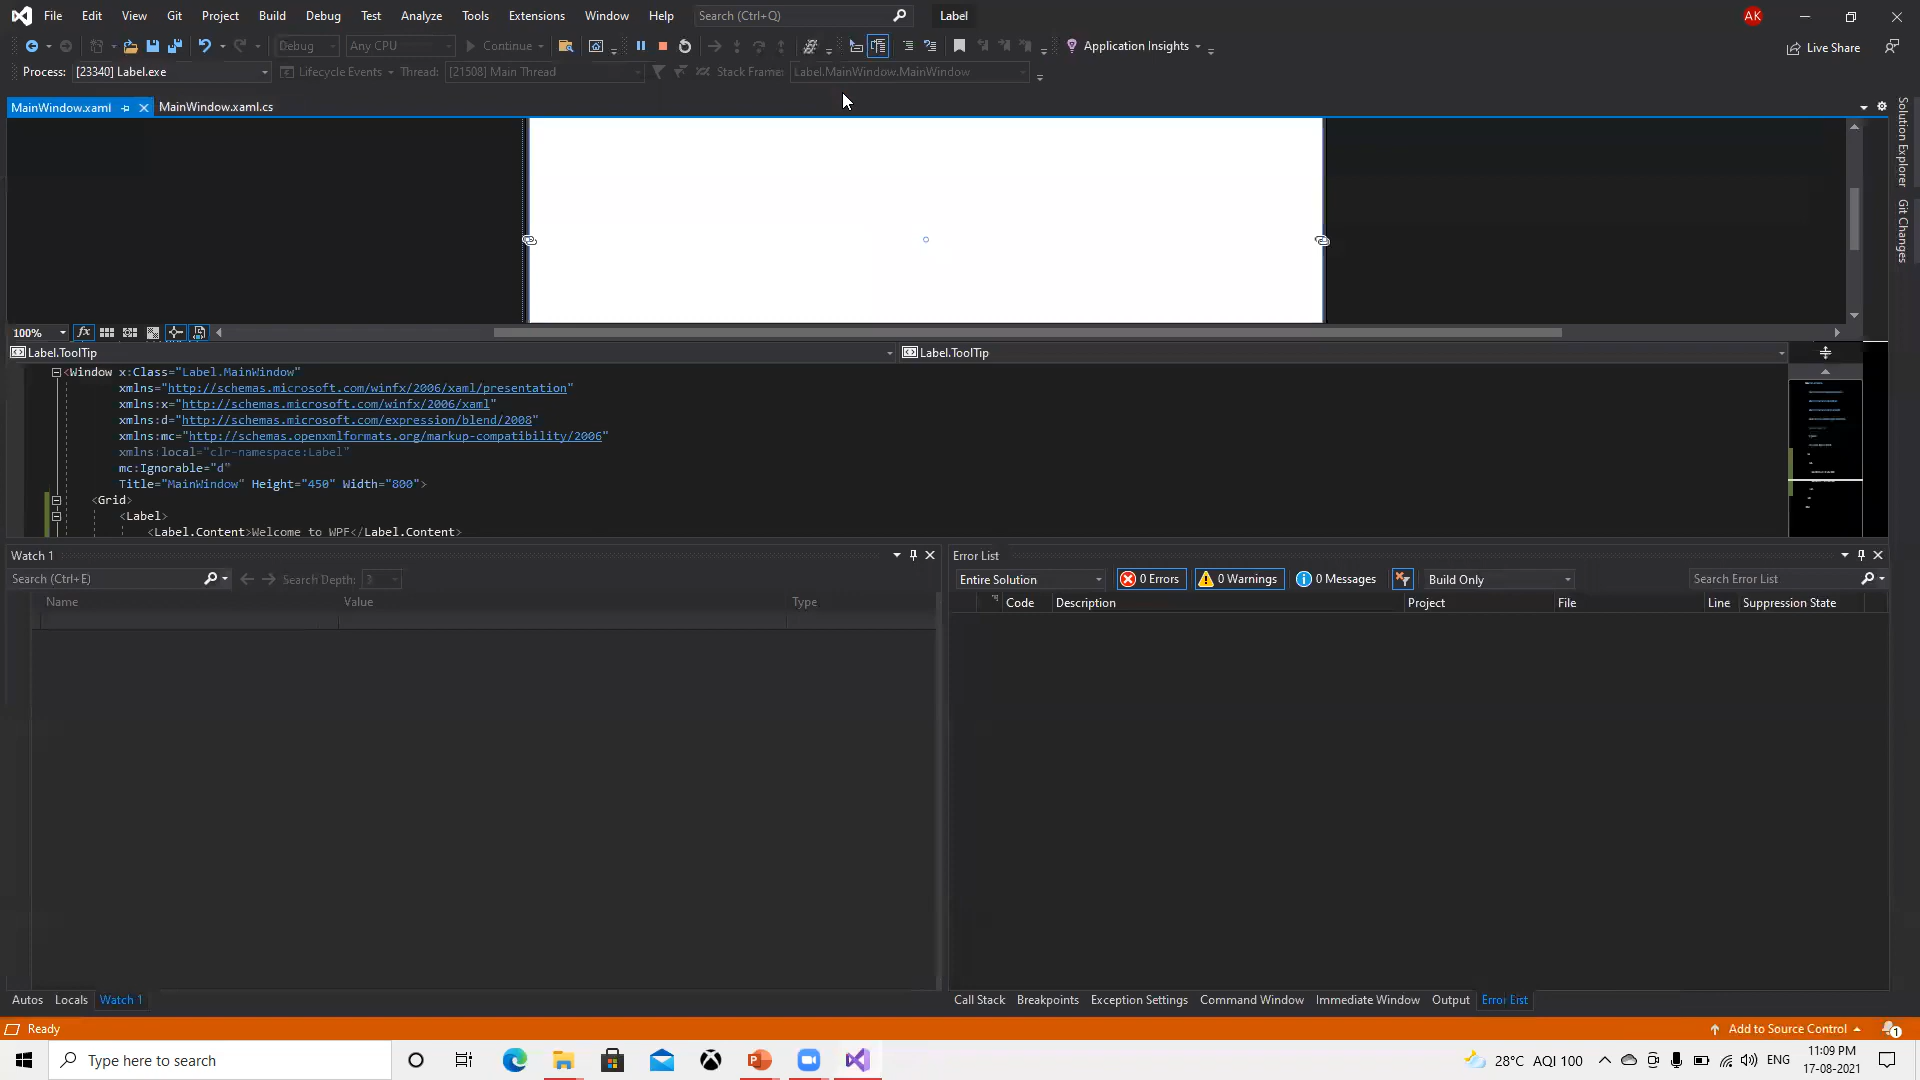 File Edit View Git Project Build Debug Test Analyze Tools Extensions Window Help Search (Ctrl+Q) Label AK
Debug Any CPU Continue Application Insights Live Share
Process: [23340] Label.exe Lifecycle Events Thread: [21508] Main Thread Stack Frame: Label.MainWindow.MainWindow
MainWindow.xaml MainWindow.xaml.cs
Solution Explorer
Git Changes
100% fx
Label.ToolTip Label.ToolTip
<Window x:Class="Label.MainWindow"
xmlns="http://schemas.microsoft.com/winfx/2006/xaml/presentation"
xmlns:x="http://schemas.microsoft.com/winfx/2006/xaml"
xmlns:d="http://schemas.microsoft.com/expression/blend/2008"
xmlns:mc="http://schemas.openxmlformats.org/markup-compatibility/2006"
xmlns:local="clr-namespace:Label"
mc:Ignorable="d"
Title="MainWindow" Height="450" Width="800">
<Grid>
<Label>
<Label.Content>Welcome to WPF</Label.Content>
Watch 1 Error List
Search (Ctrl+E) Search Depth: 3 Entire Solution 0 Errors 0 Warnings 0 Messages Build Only Search Error List
Name Value Type Code Description Project File Line Suppression State
Autos Locals Watch 1 Call Stack Breakpoints Exception Settings Command Window Immediate Window Output Error List
Ready Add to Source Control 1
Type here to search 28°C AQI 100 ENG 11:09 PM
17-08-2021